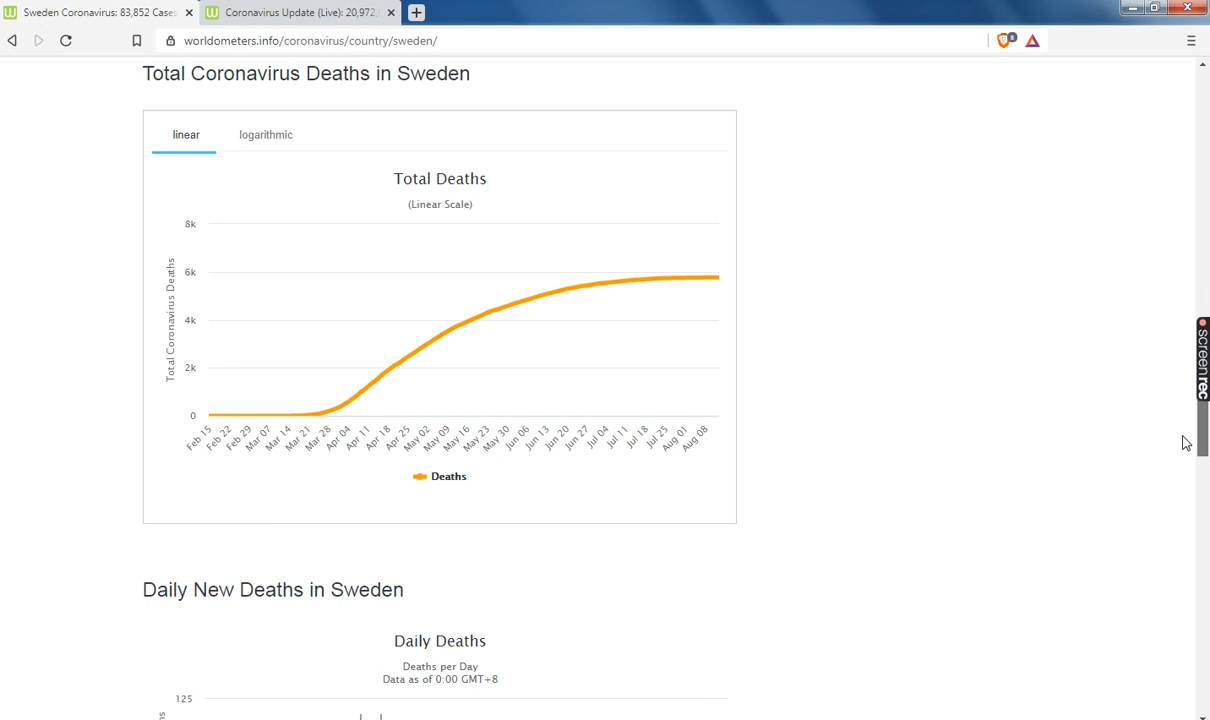 Sweden Coronavirus: 83,852 Cases
Coronavirus Update (Live): 20,972,
worldometers.info/coronavirus/country/sweden/
8
Total Coronavirus Deaths in Sweden
linear
logarithmic
Total Deaths
(Linear Scale)
Total Coronavirus Deaths
8k
6k
4k
2k
0
Feb 15
Feb 22
Feb 29
Mar 07
Mar 14
Mar 21
Mar 28
Apr 04
Apr 11
Apr 18
Apr 25
May 02
May 09
May 16
May 23
May 30
Jun 06
Jun 13
Jun 20
Jun 27
Jul 04
Jul 11
Jul 18
Jul 25
Aug 01
Aug 08
Deaths
screenrec
Daily New Deaths in Sweden
Daily Deaths
Deaths per Day
Data as of 0:00 GMT+8
125